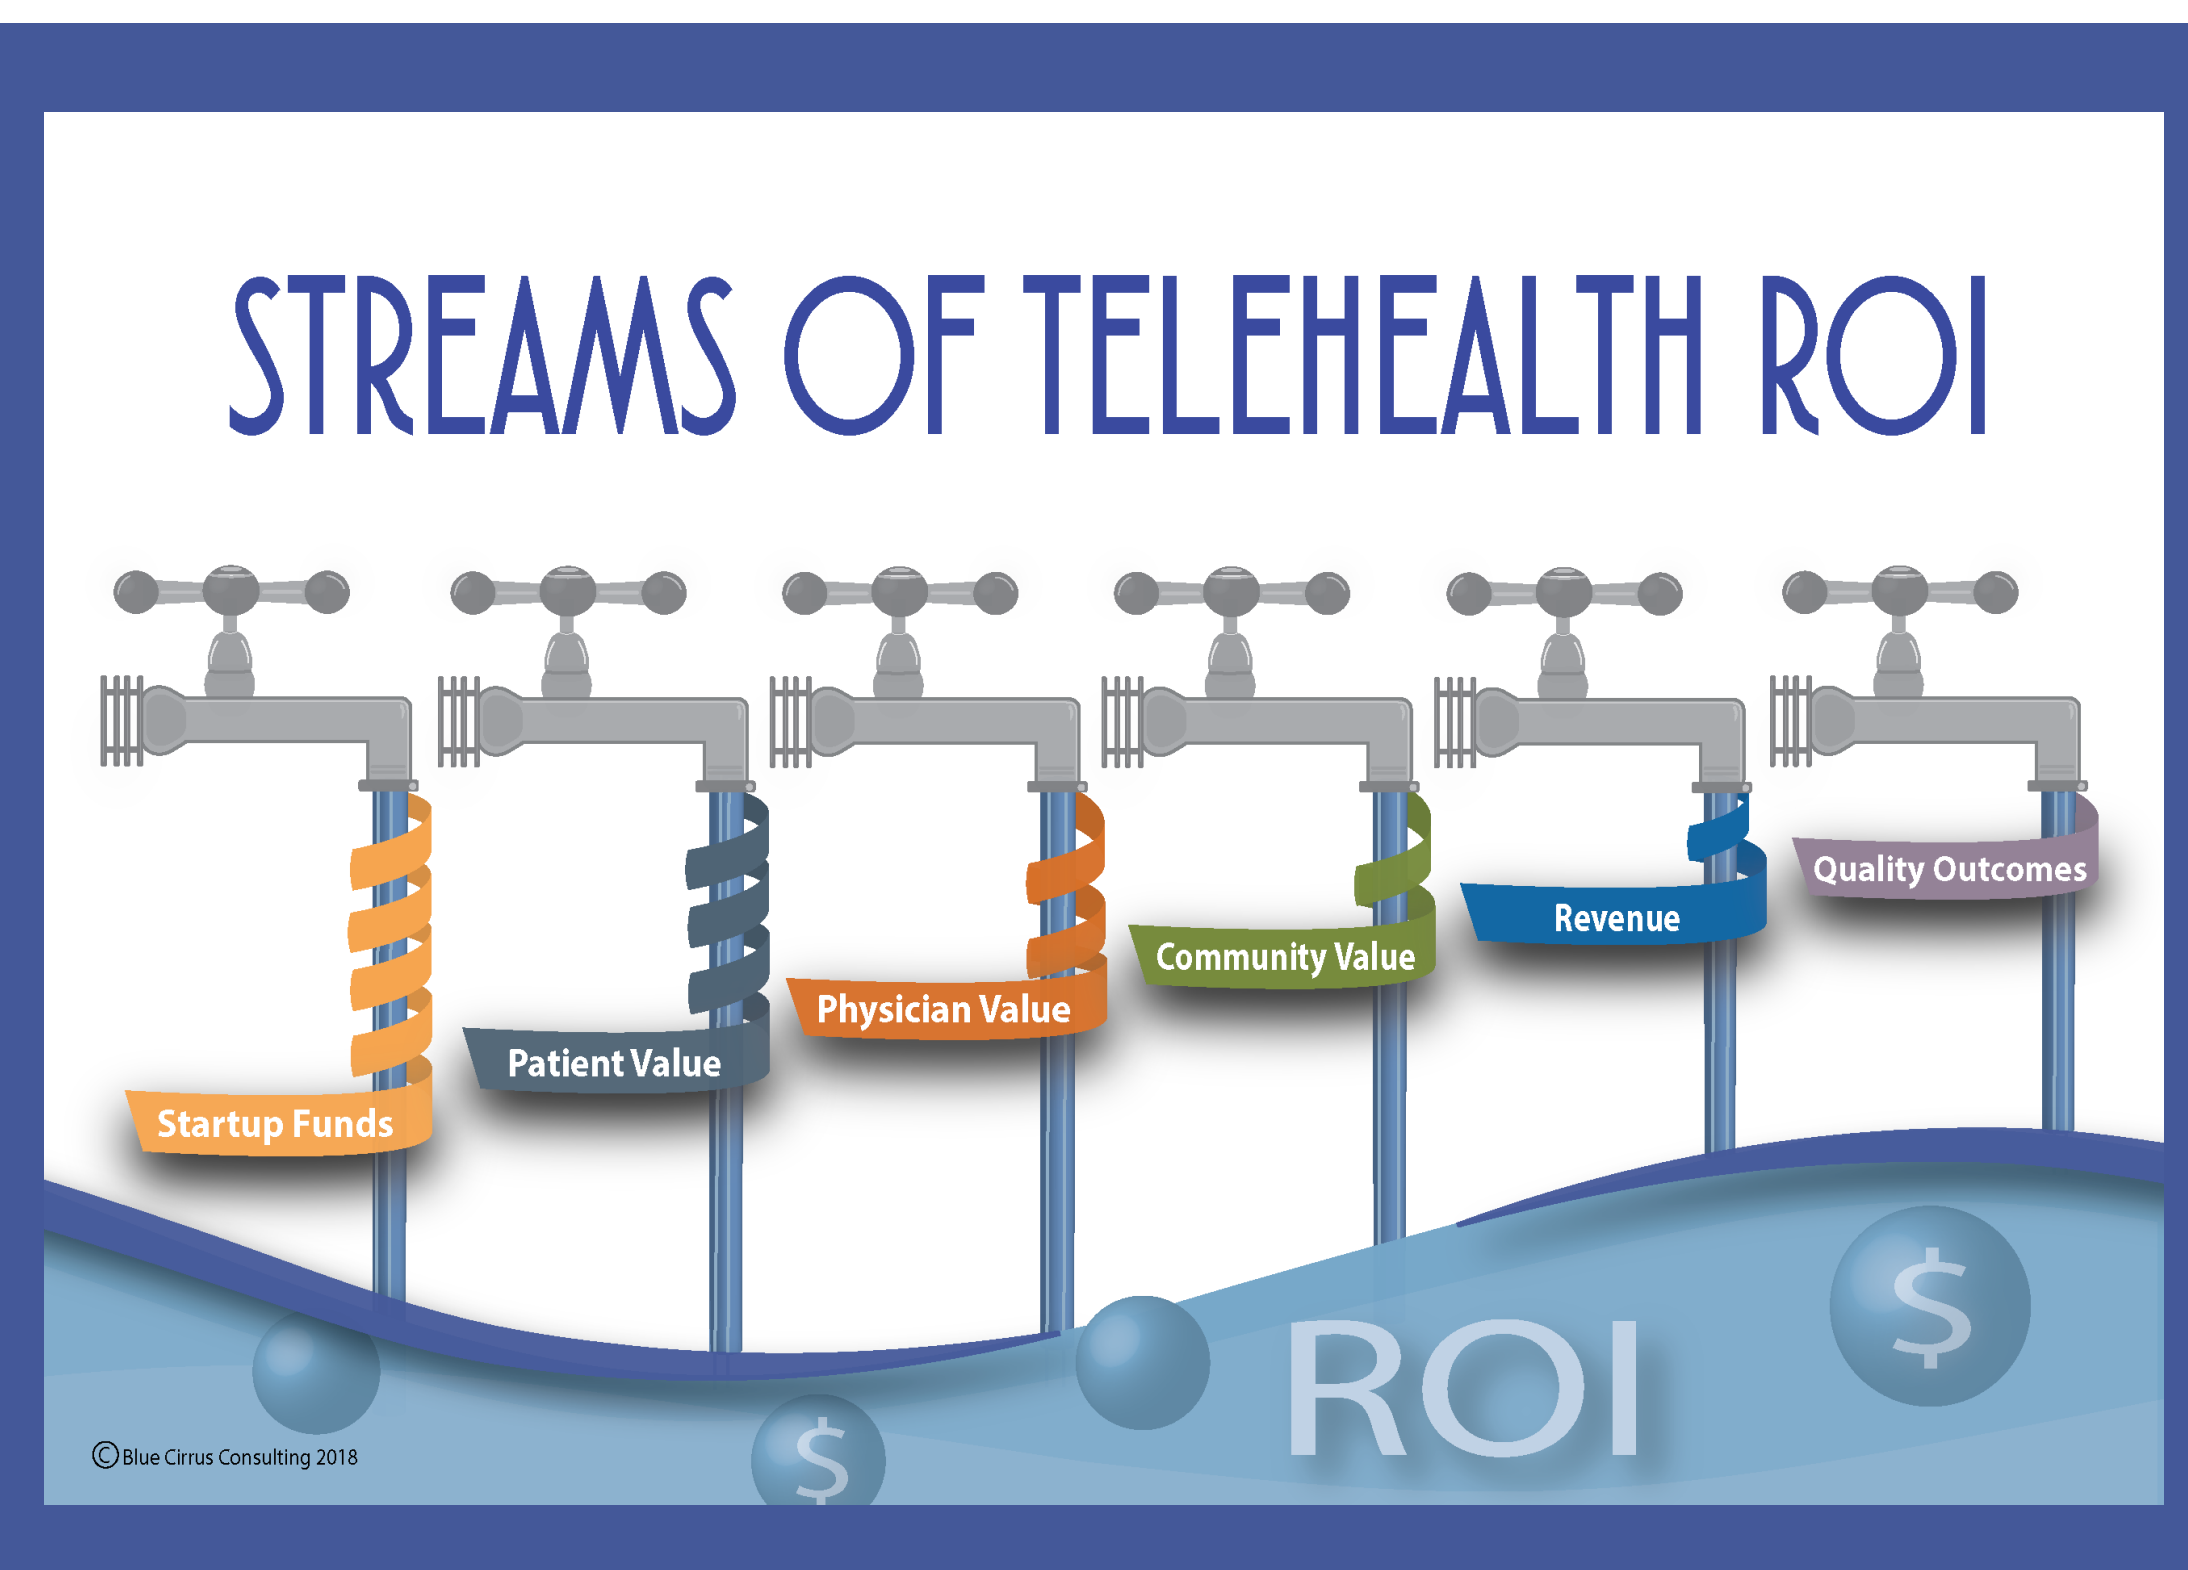 STREAMS OF TELEHEALTH ROI
Startup Funds
Patient Value
Physician Value
Community Value
Revenue
Quality Outcomes
$
$
ROI
© Blue Cirrus Consulting 2018